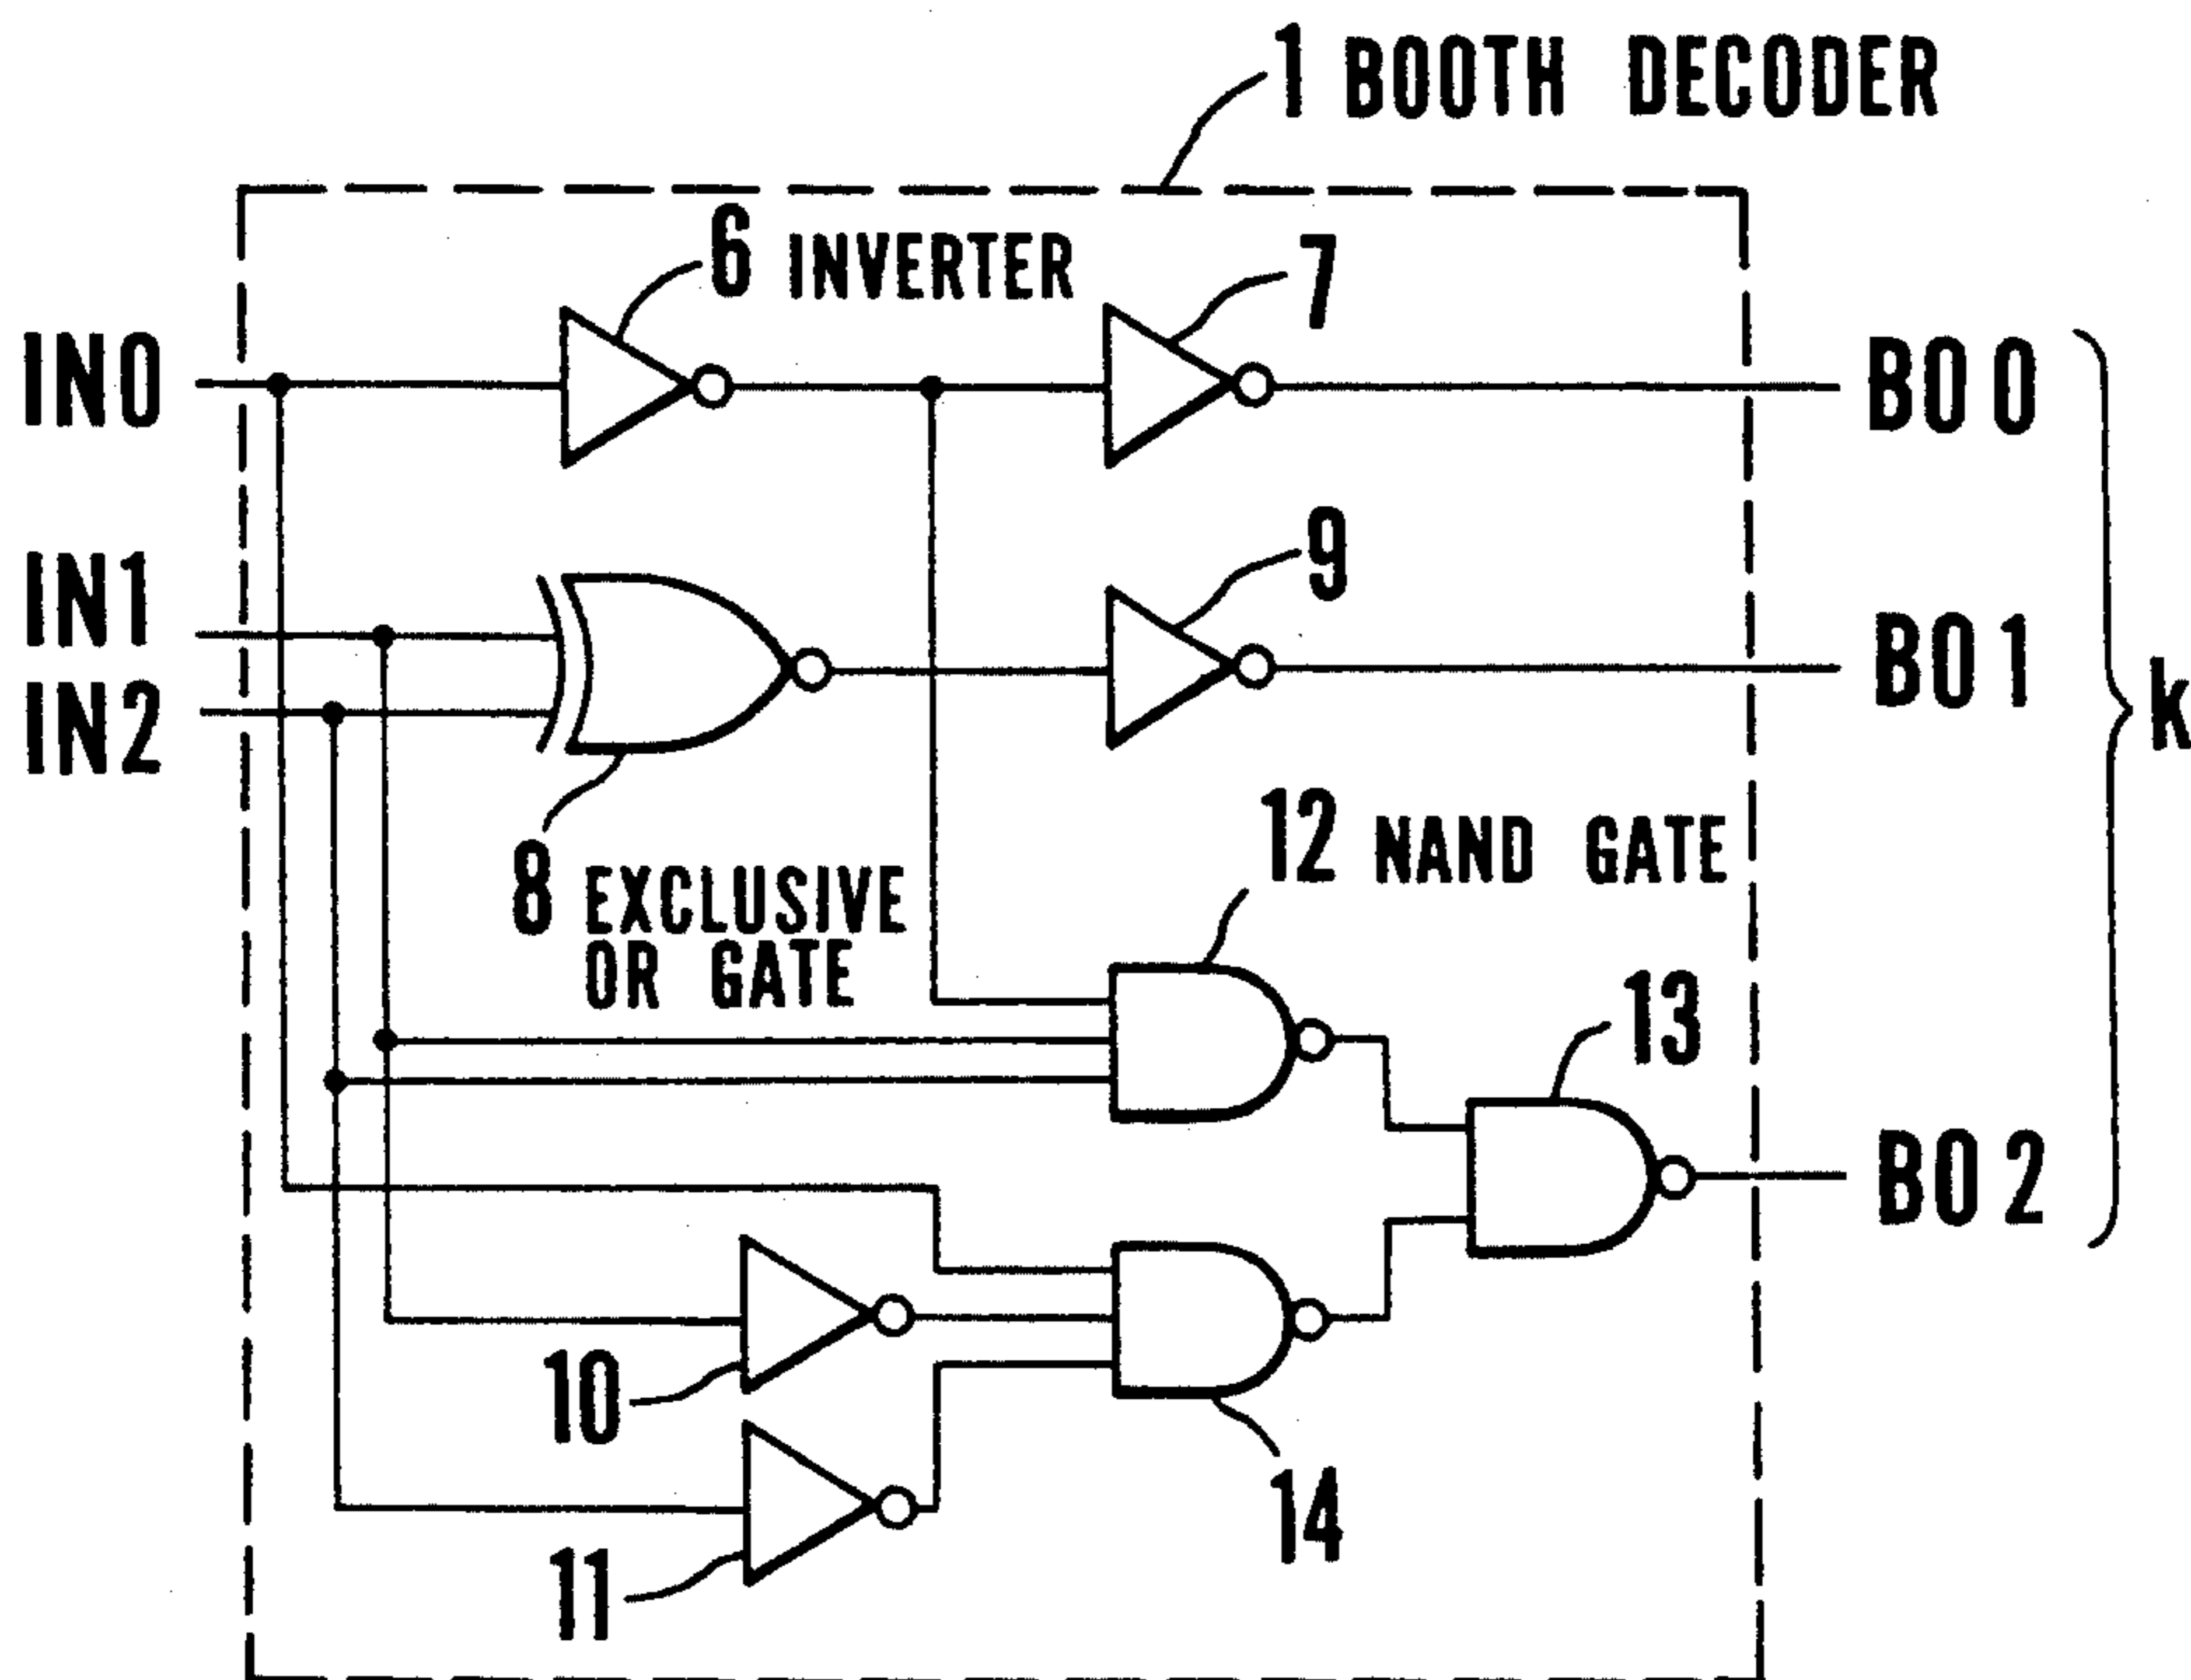 1 BOOTH DECODER
6 INVERTER
7
IN0
BO0
IN1
9
BO1
IN2
k
12 NAND GATE
8 EXCLUSIVE
OR GATE
13
BO2
10
14
11